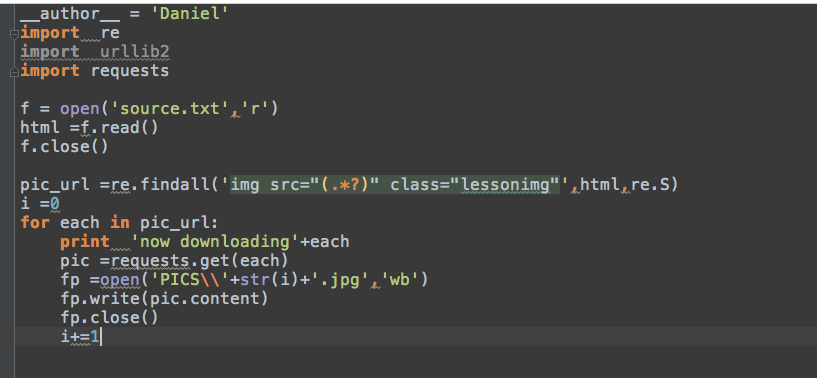 __author__ = 'Daniel'
import  re
import  urllib2
import requests
f = open('source.txt','r')
html =f.read()
f.close()
pic_url =re.findall('img src="(.*?)" class="lessonimg"',html,re.S)
i =0
for each in pic_url:
    print  'now downloading'+each
    pic =requests.get(each)
    fp =open('PICS\\'+str(i)+'.jpg','wb')
    fp.write(pic.content)
    fp.close()
    i+=1